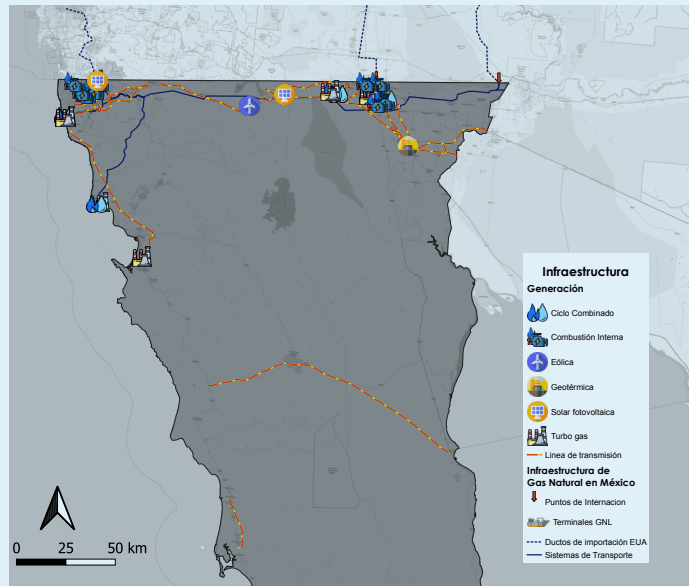 Infraestructura
Generación
Ciclo Combinado
Combustión Interna
Eólica
Geotérmica
Solar fotovoltaica
Turbo gas
Linea de transmisión
Infraestructura de
Gas Natural en México
Puntos de Internacion
Terminales GNL
Ductos de importación EUA
Sistemas de Transporte
0 25 50 km